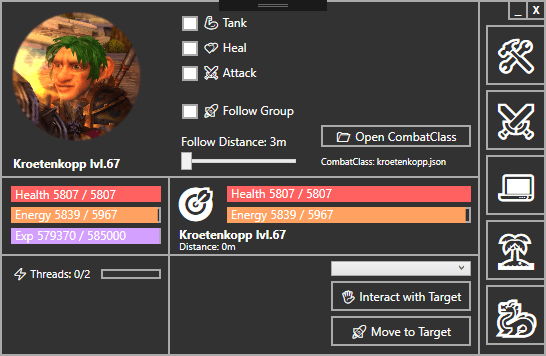 _ X
Tank
Heal
Attack
Follow Group
Follow Distance: 3m
Open CombatClass
Kroetenkopp lvl.67
CombatClass: kroetenkopp.json
Health 5807 / 5807
Energy 5839 / 5967
Exp 579370 / 585000
Health 5807 / 5807
Energy 5839 / 5967
Kroetenkopp lvl.67
Distance: 0m
Threads: 0/2
Interact with Target
Move to Target